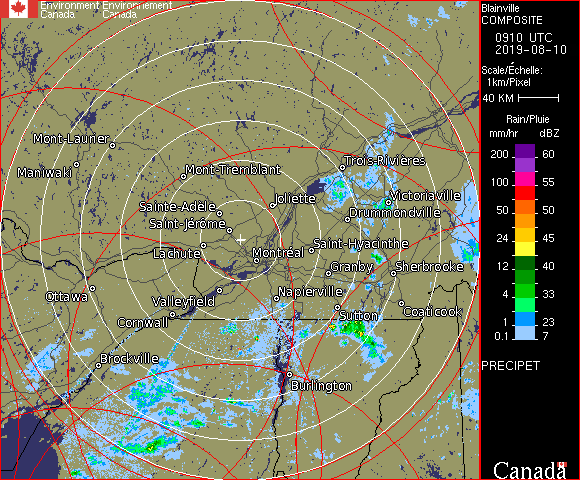 Environment Environnement
Canada Canada
Blainville
COMPOSITE
0910 UTC
2019-08-10
Scale/Échelle:
1km/Pixel
40 KM
Rain/Pluie
mm/hr dBZ
200 60
100 55
50 50
24 45
12 40
4 33
1 23
0.1 7
PRECIPET
Canada
Mont-Laurier
Maniwaki
Mont-Tremblant
Trois-Rivières
Sainte-Adele
Joliette
Victoriaville
Drummondville
Saint-Jérôme
Lachute
Montréal
Saint-Hyacinthe
Granby
Sherbrooke
Ottawa
Valleyfield
Napierville
Cornwall
Sutton
Coaticook
Brockville
Burlington